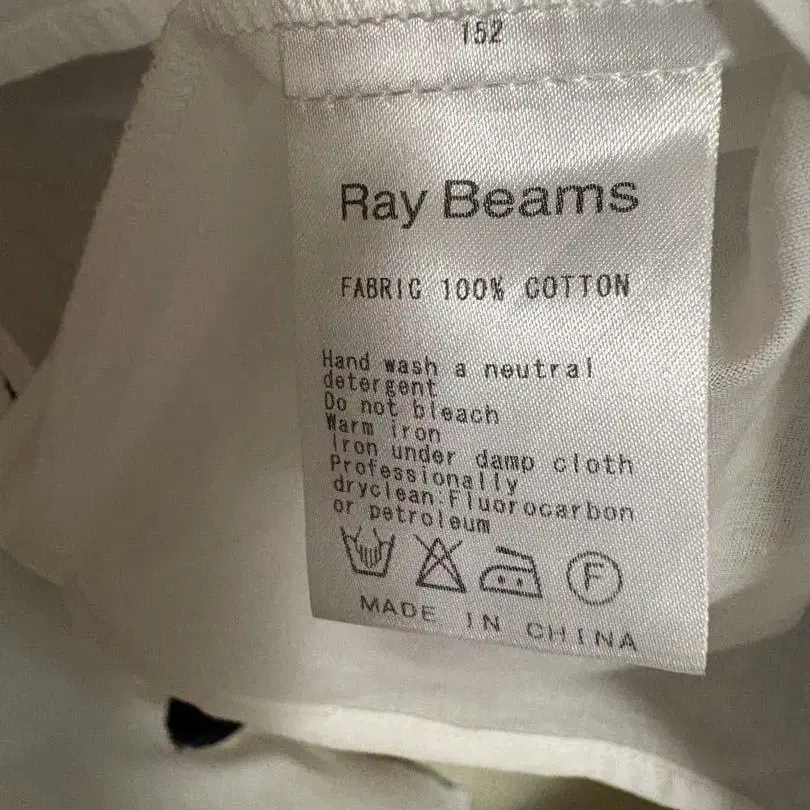 152
Ray Beams
FABRIC 100% COTTON
Hand wash a neutral
detergent
Do not bleach
Warm iron
Iron under damp cloth
Professionally
dryclean:Fluorocarbon
or petroleum
F
MADE IN CHINA